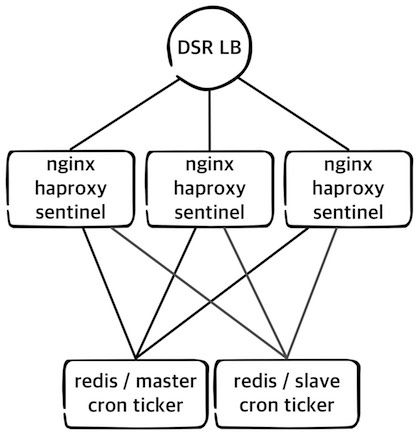 DSR LB
nginx
haproxy
sentinel
nginx
haproxy
sentinel
nginx
haproxy
sentinel
redis / master
cron ticker
redis / slave
cron ticker